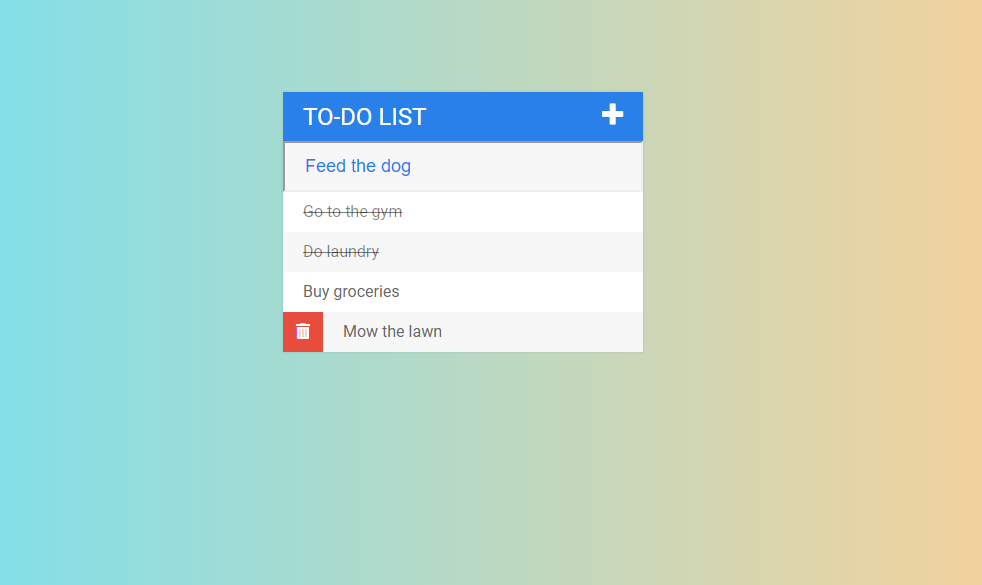 TO-DO LIST
Feed the dog
Go to the gym
Do laundry
Buy groceries
Mow the lawn